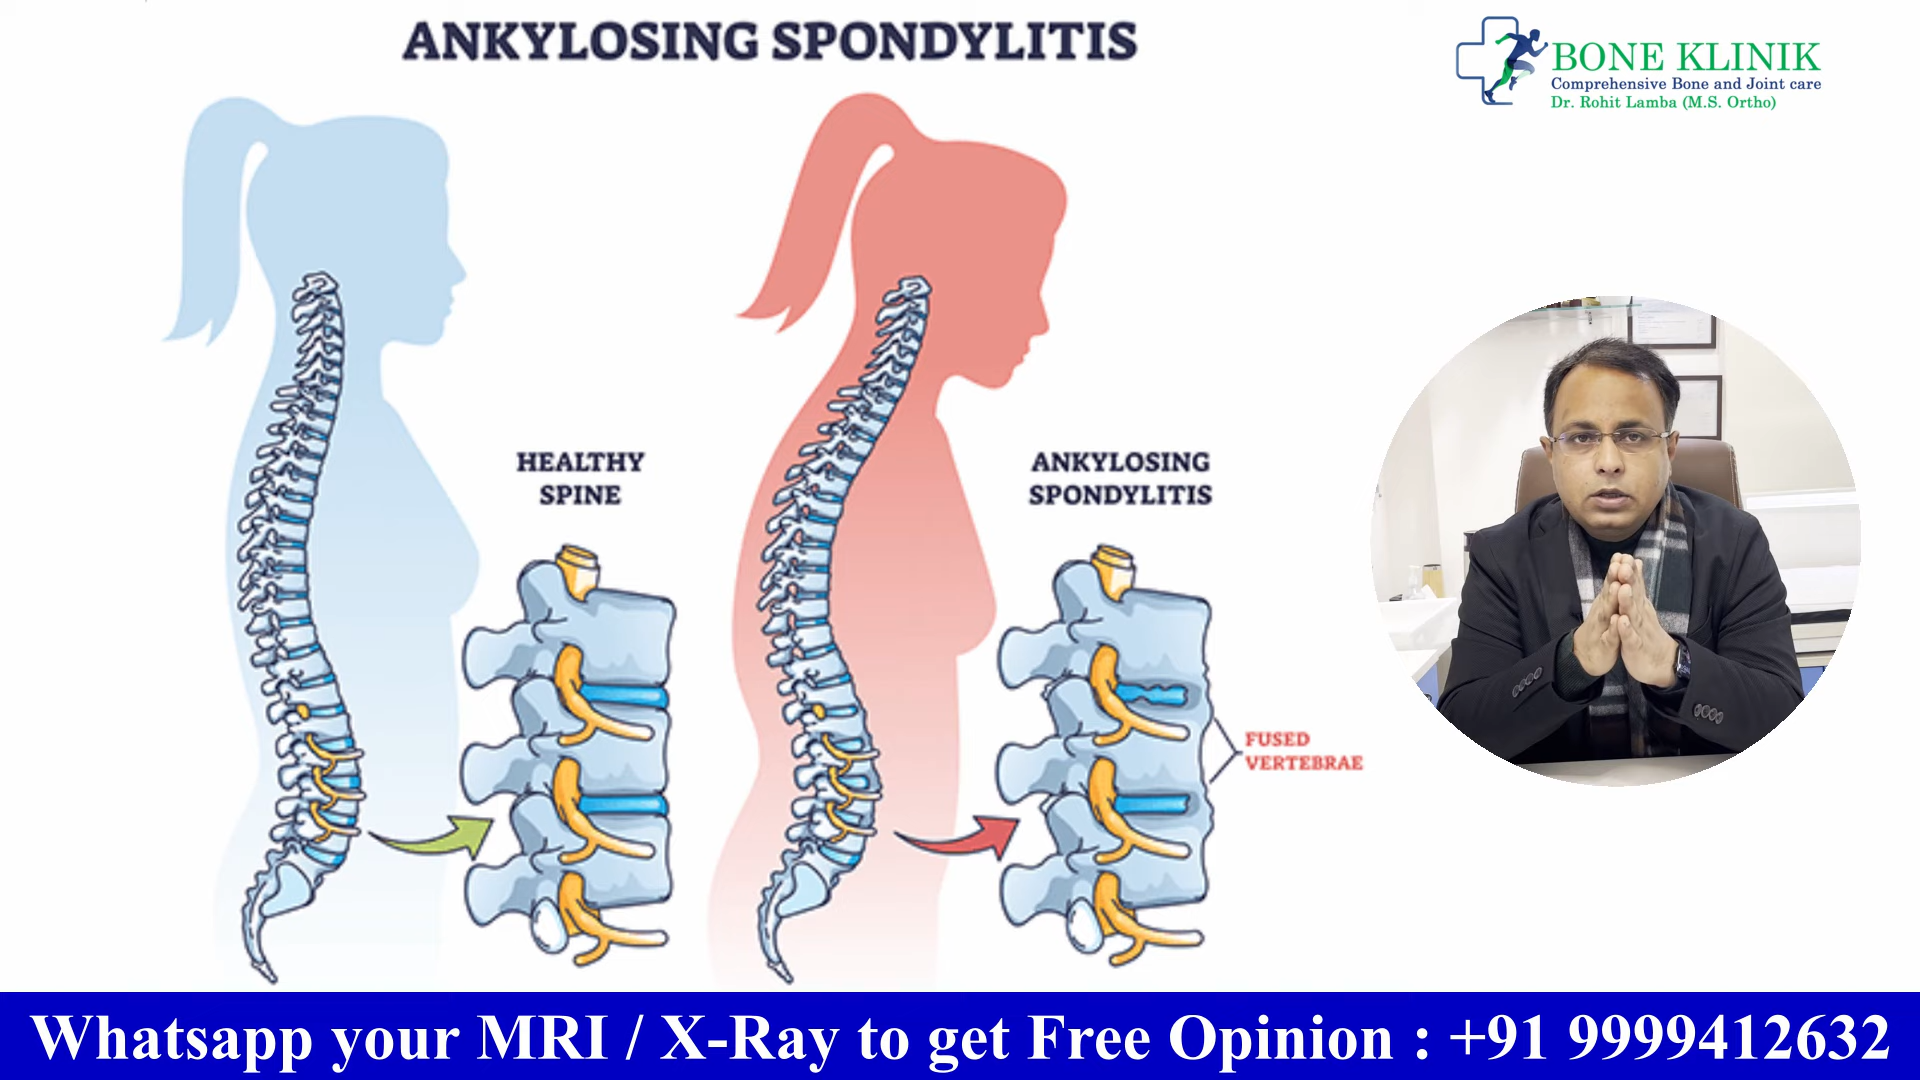 ANKYLOSING SPONDYLITIS
BONE KLINIK
Comprehensive Bone and Joint care
Dr. Rohit Lamba (M.S. Ortho)
HEALTHY
SPINE
ANKYLOSING
SPONDYLITIS
FUSED
VERTEBRAE
Whatsapp your MRI / X-Ray to get Free Opinion : +91 9999412632